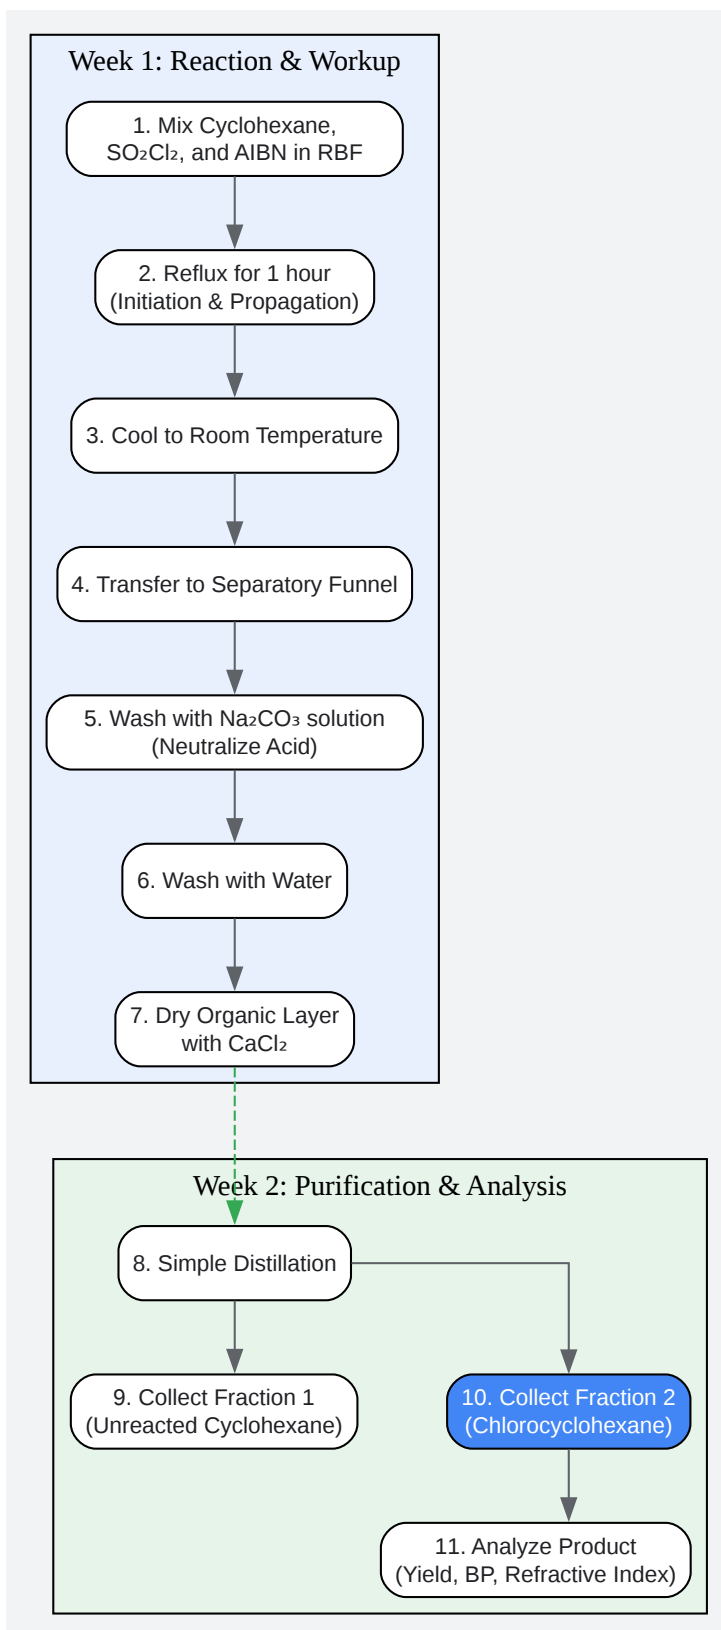 Week 1: Reaction & Workup
1. Mix Cyclohexane,
SO₂Cl₂, and AIBN in RBF
2. Reflux for 1 hour
(Initiation & Propagation)
3. Cool to Room Temperature
4. Transfer to Separatory Funnel
5. Wash with Na₂CO₃ solution
(Neutralize Acid)
6. Wash with Water
7. Dry Organic Layer
with CaCl₂
Week 2: Purification & Analysis
8. Simple Distillation
9. Collect Fraction 1
(Unreacted Cyclohexane)
10. Collect Fraction 2
(Chlorocyclohexane)
11. Analyze Product
(Yield, BP, Refractive Index)